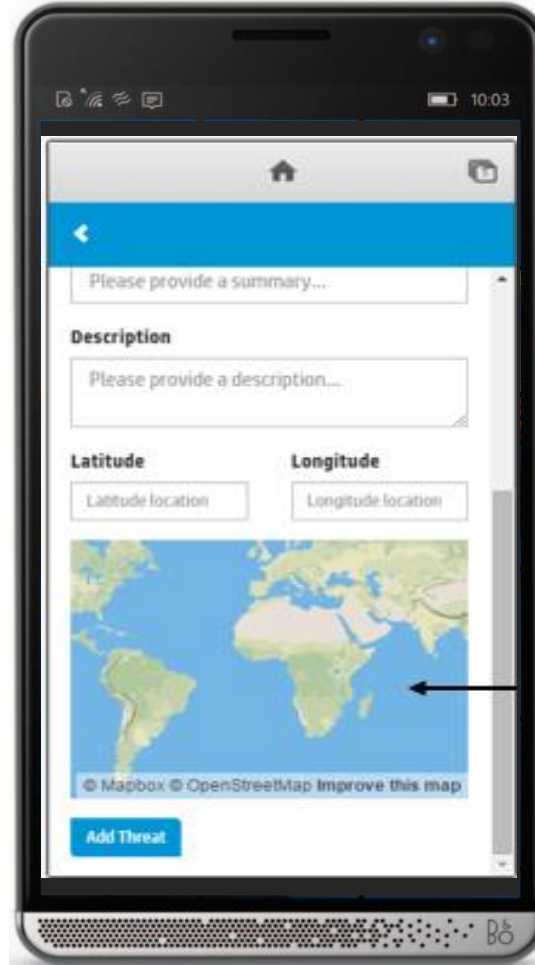 10:03
Please provide a summary...
Description
Please provide a description...
Latitude Longitude
Latitude location Longitude location
© Mapbox © OpenStreetMap Improve this map
Add Threat
B&O